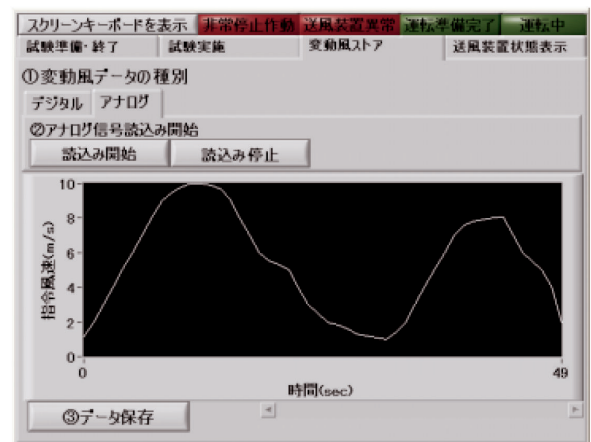 スクリーンキーボードを表示 非常停止作動 送風装置異常 運転準備完了 運転中
試験準備・終了 試験実施 変動風ストア 送風装置状態表示
①変動風データの種別
デジタル アナログ
②アナログ信号読込み開始
読込み開始 読込み停止
10
8
6
4
2
0
指令風速(m/s)
0 49
時間(sec)
③データ保存